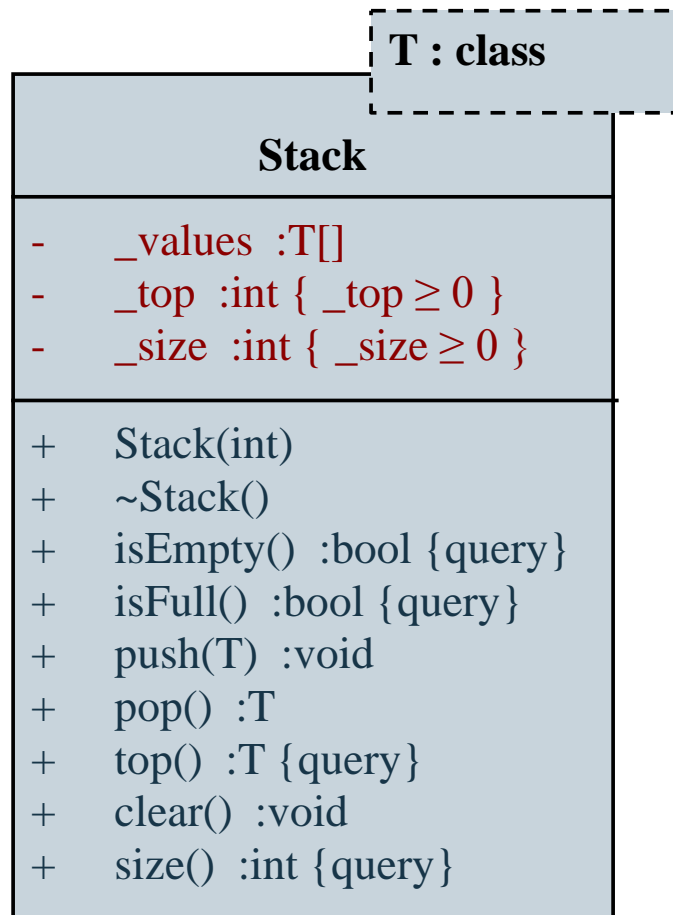 T : class
Stack
- _values :T[]
- _top :int { _top ≥ 0 }
- _size :int { _size ≥ 0 }
+ Stack(int)
+ ~Stack()
+ isEmpty() :bool {query}
+ isFull() :bool {query}
+ push(T) :void
+ pop() :T
+ top() :T {query}
+ clear() :void
+ size() :int {query}